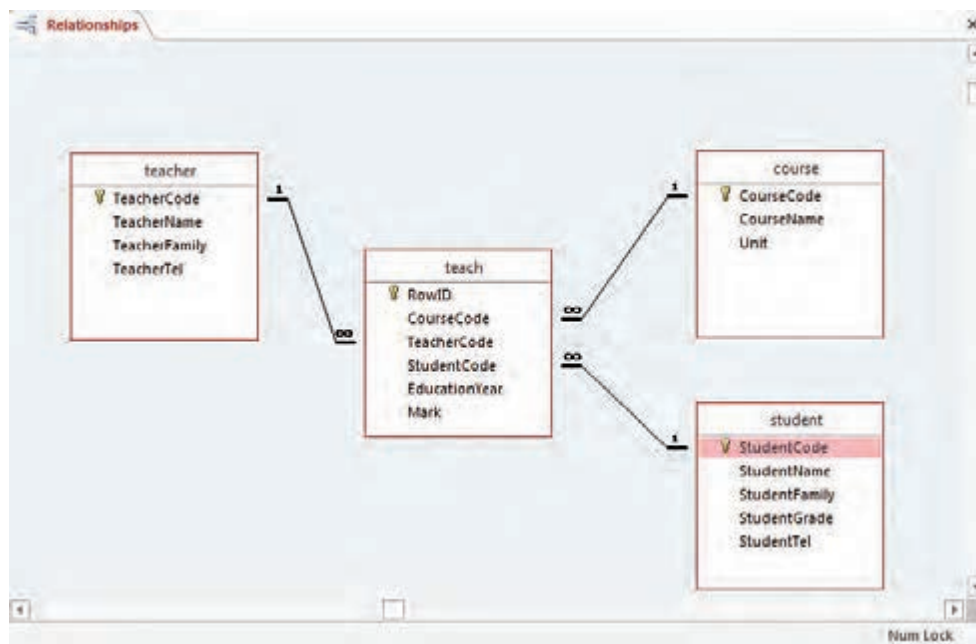 Relationships
teacher
TeacherCode
TeacherName
TeacherFamily
TeacherTel
1
∞
teach
RowID
CourseCode
TeacherCode
StudentCode
EducationYear
Mark
∞
1
∞
1
course
CourseCode
CourseName
Unit
student
StudentCode
StudentName
StudentFamily
StudentGrade
StudentTel
Num Lock